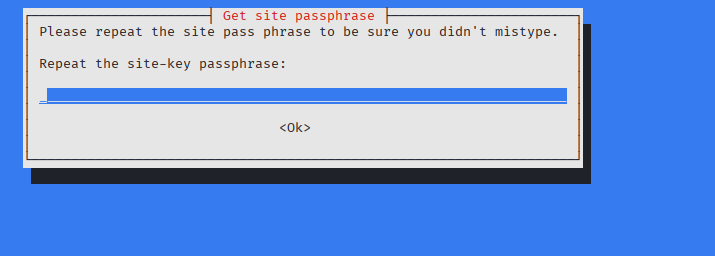 Get site passphrase
Please repeat the site pass phrase to be sure you didn't mistype.
Repeat the site-key passphrase:
<Ok>